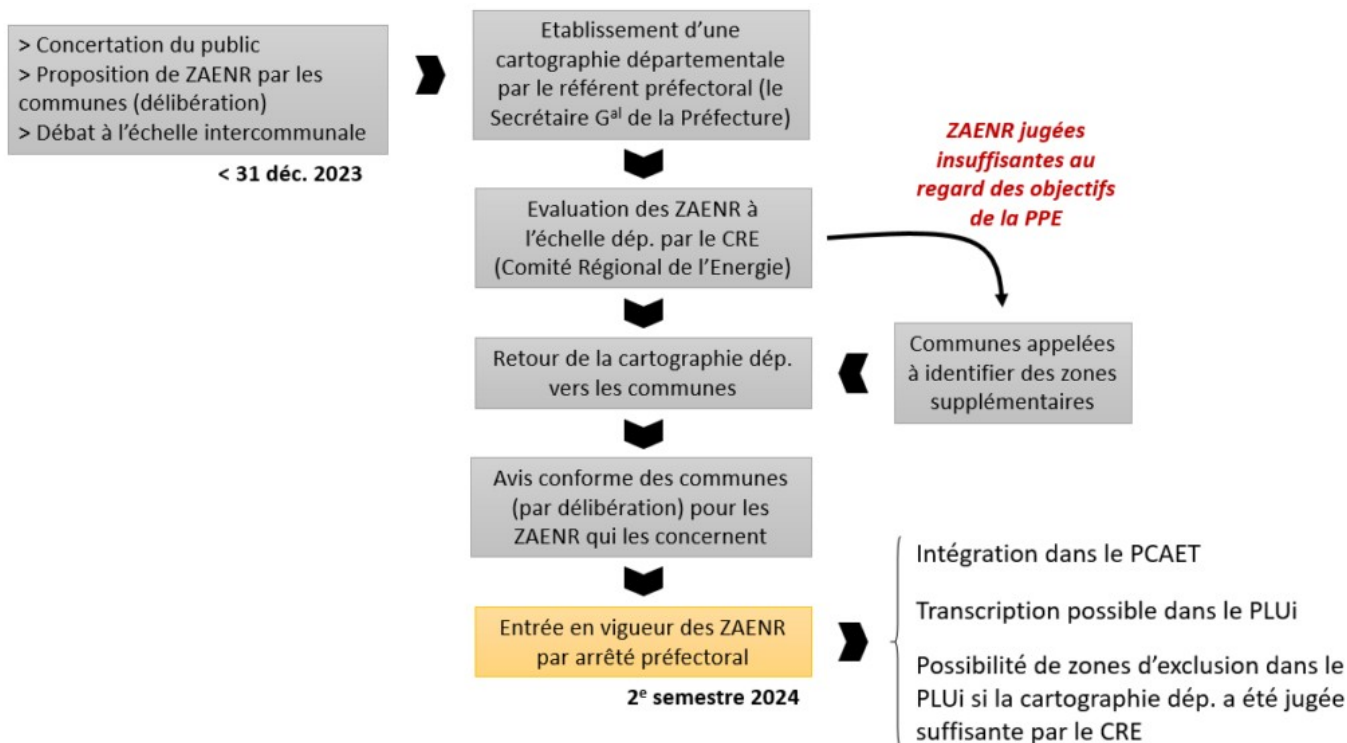 > Concertation du public
> Proposition de ZAENR par les
communes (délibération)
> Débat à l'échelle intercommunale
< 31 déc. 2023
Etablissement d'une
cartographie départementale
par le référent préfectoral (le
Secrétaire Gal de la Préfecture)
ZAENR jugées
insuffisantes au
regard des objectifs
de la PPE
Evaluation des ZAENR à
l'échelle dép. par le CRE
(Comité Régional de l'Energie)
Retour de la cartographie dép.
vers les communes
Communes appelées
à identifier des zones
supplémentaires
Avis conforme des communes
(par délibération) pour les
ZAENR qui les concernent
Entrée en vigueur des ZAENR
par arrêté préfectoral
2e semestre 2024
Intégration dans le PCAET
Transcription possible dans le PLUi
Possibilité de zones d'exclusion dans le
PLUi si la cartographie dép. a été jugée
suffisante par le CRE